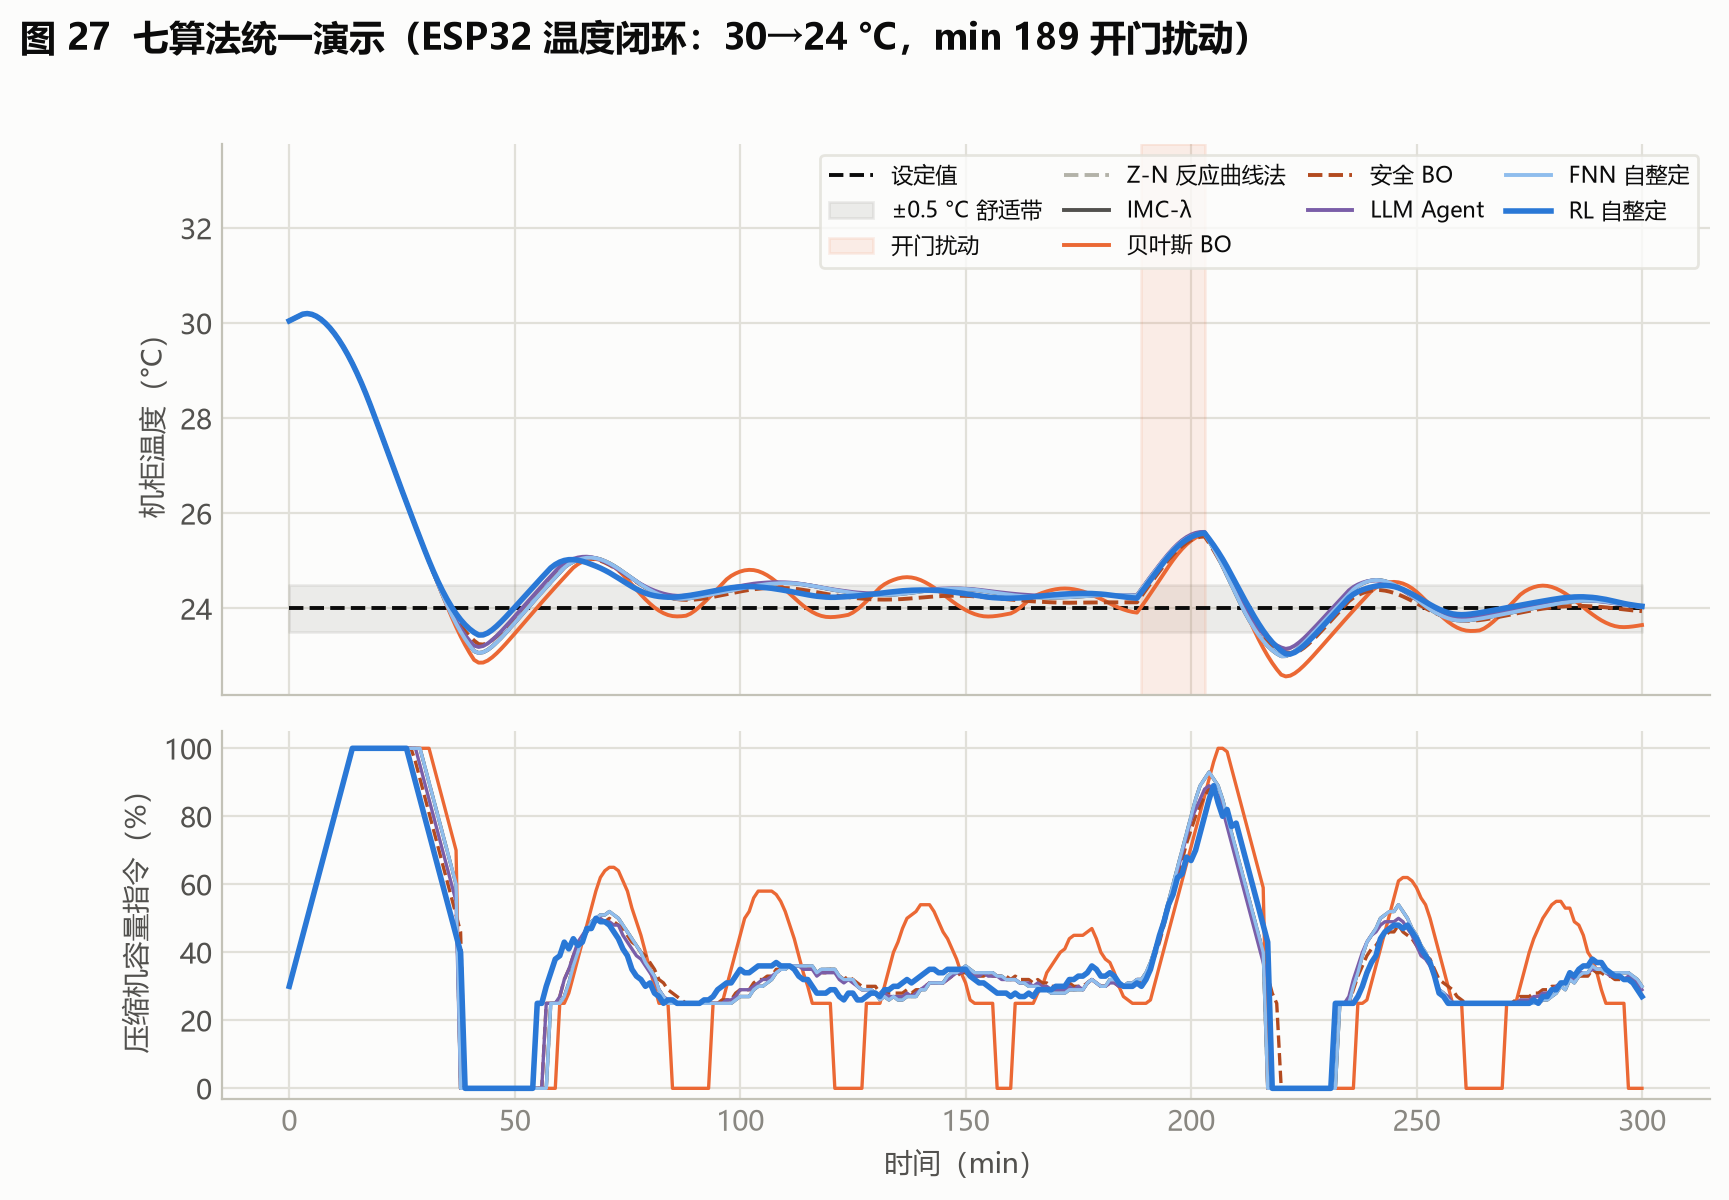 图 27 七算法统一演示（ESP32 温度闭环：30→24 °C，min 189 开门扰动）
设定值
±0.5 °C 舒适带
开门扰动
Z-N 反应曲线法
IMC-λ
贝叶斯 BO
安全 BO
LLM Agent
FNN 自整定
RL 自整定
机柜温度（°C）
32
30
28
26
24
压缩机容量指令（%）
100
80
60
40
20
0
0 50 100 150 200 250 300
时间（min）